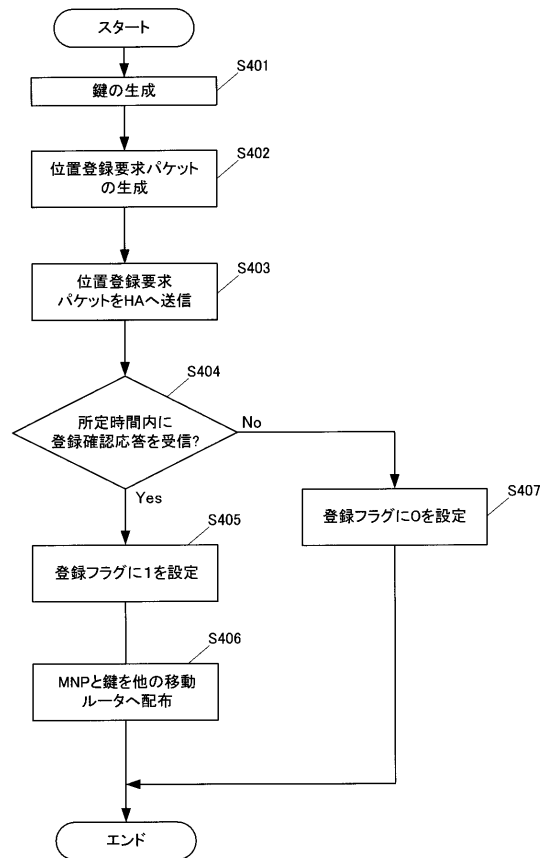 スタート
S401
鍵の生成
S402
位置登録要求パケット
の生成
S403
位置登録要求
パケットをHAへ送信
S404
所定時間内に
登録確認応答を受信?
No
Yes
S407
登録フラグに0を設定
S405
登録フラグに1を設定
S406
MNPと鍵を他の移動
ルータへ配布
エンド